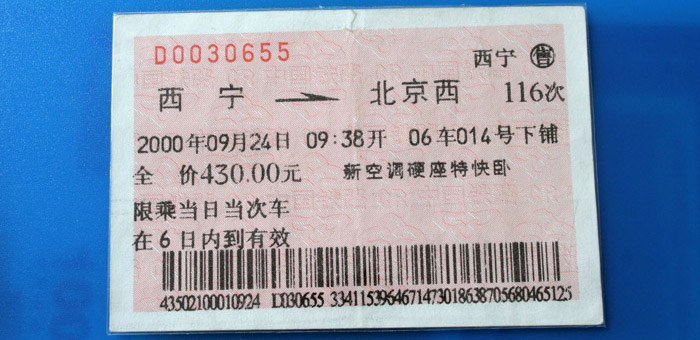 D0030655
西宁 ㊞售
西 宁 → 北京西 116次
2000年09月24日 09:38开 06车014号下铺
全 价430.00元 新空调硬座特快卧
限乘当日当次车
在6日内到有效
43502100010924 D030655 3341153964671473018638705680465125